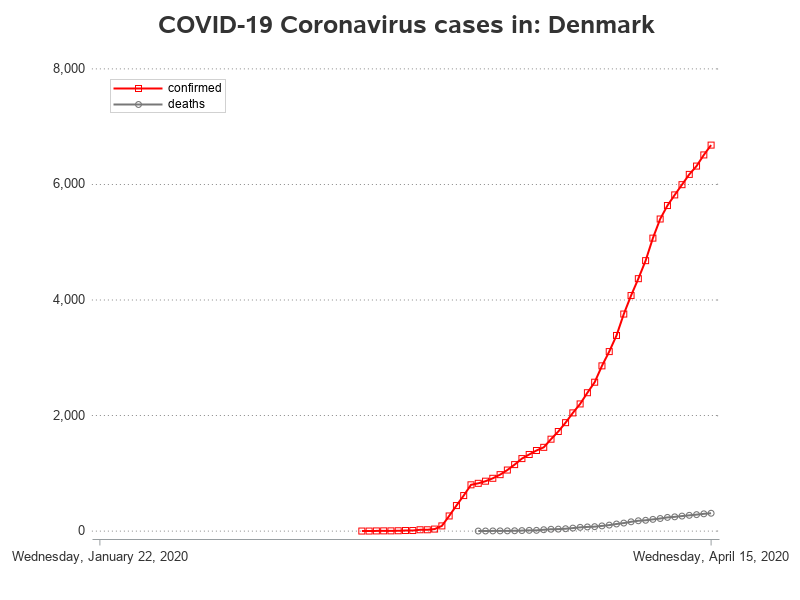 COVID-19 Coronavirus cases in: Denmark
8,000
confirmed
deaths
6,000
4,000
2,000
0
Wednesday, January 22, 2020
Wednesday, April 15, 2020